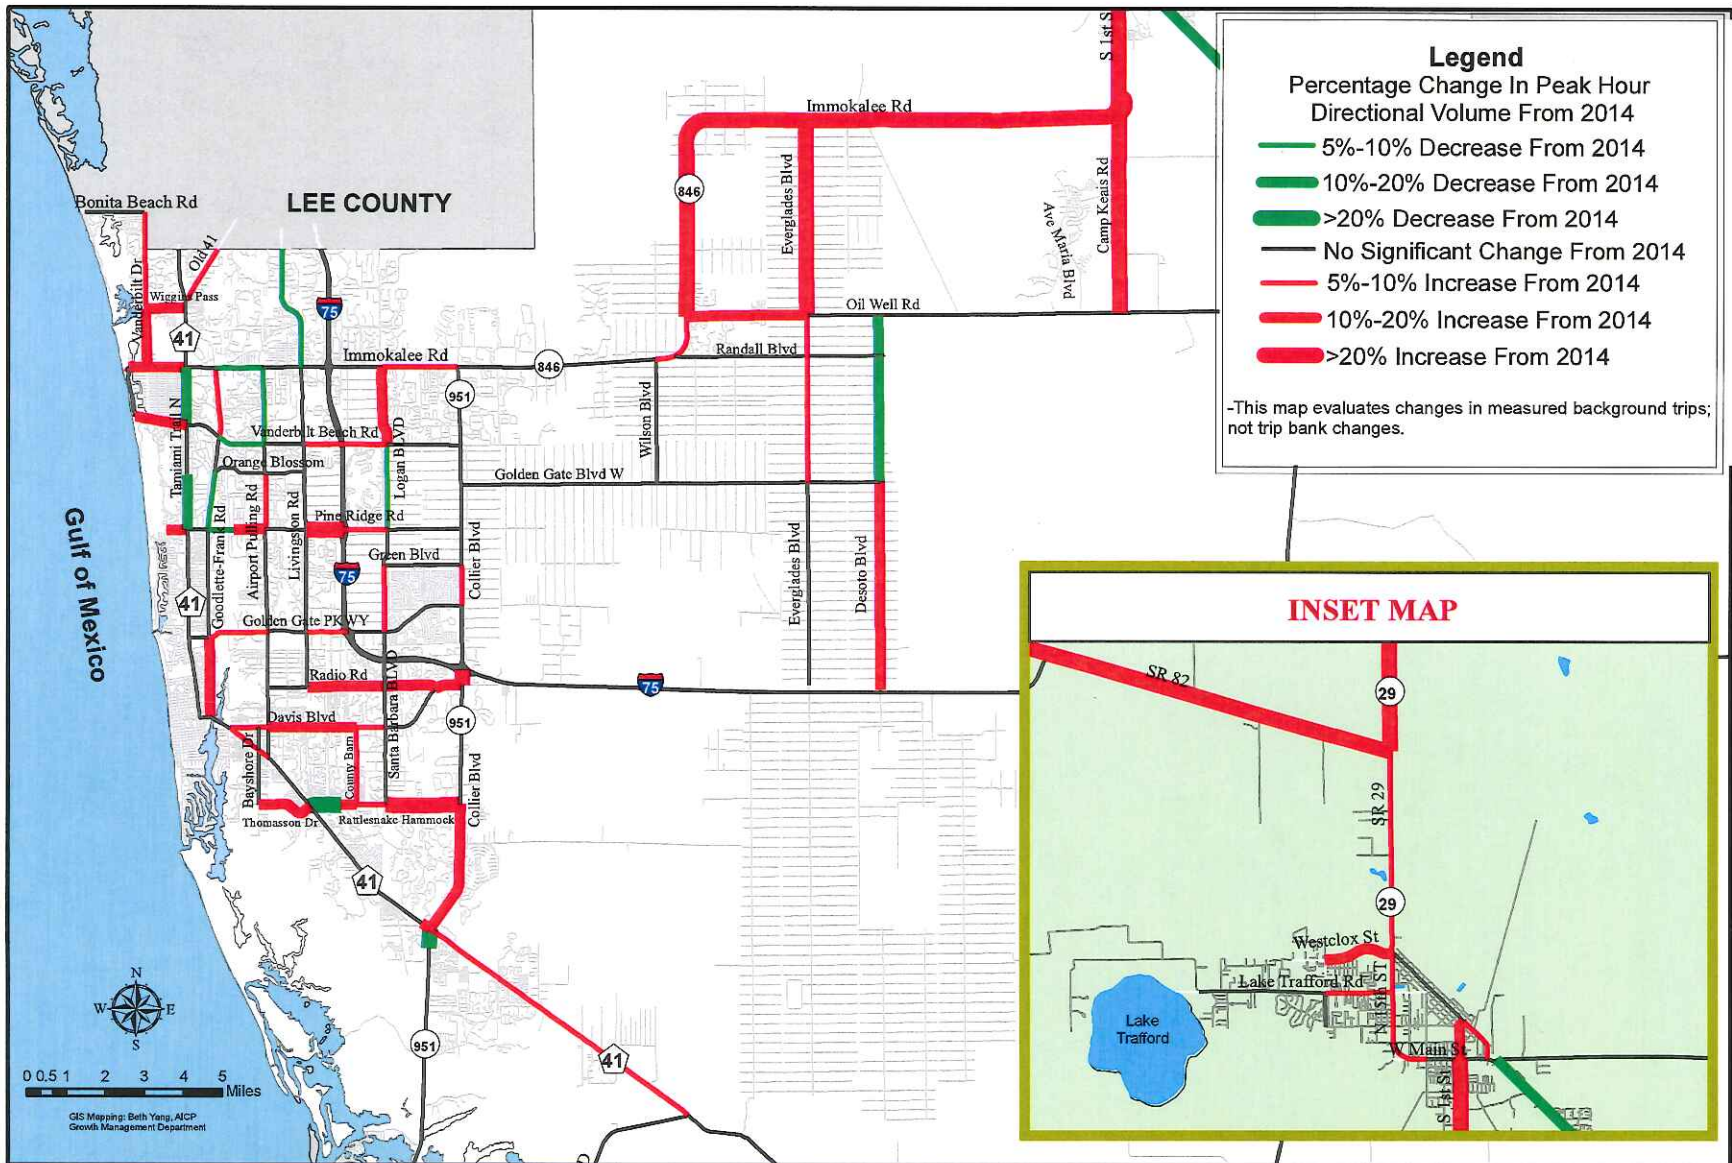 Legend
Percentage Change In Peak Hour
Directional Volume From 2014
5%-10% Decrease From 2014
10%-20% Decrease From 2014
>20% Decrease From 2014
No Significant Change From 2014
5%-10% Increase From 2014
10%-20% Increase From 2014
>20% Increase From 2014
-This map evaluates changes in measured background trips;
not trip bank changes.
S 1st S
Immokalee Rd
846
Everglades Blvd
Camp Keais Rd
Ave Maria Blvd
LEE COUNTY
Bonita Beach Rd
Old 41
Vanderbilt Dr
Wiggins Pass
75
41
Oil Well Rd
Immokalee Rd
846
Randall Blvd
951
Tamiami Trail N
Vanderbilt Beach Rd
Logan BLVD
Wilson Blvd
Orange Blossom
Golden Gate Blvd W
Goodlette-Frank Rd
Airport Pulling Rd
Livingston Rd
Pine Ridge Rd
Green Blvd
Collier Blvd
Everglades Blvd
Desoto Blvd
75
41
Golden Gate PKWY
Gulf of Mexico
Radio Rd
Santa Barbara BLVD
75
Davis Blvd
951
Bayshore Dr
County Barn
Collier Blvd
Thomasson Dr
Rattlesnake Hammock
41
951
41
N
W
E
S
0 0.5 1 2 3 4 5
Miles
GIS Mapping: Beth Yang, AICP
Growth Management Department
INSET MAP
SR 82
29
SR 29
29
Westclox St
Lake Trafford Rd
N 15th ST
Lake
Trafford
W Main St
S 1st St